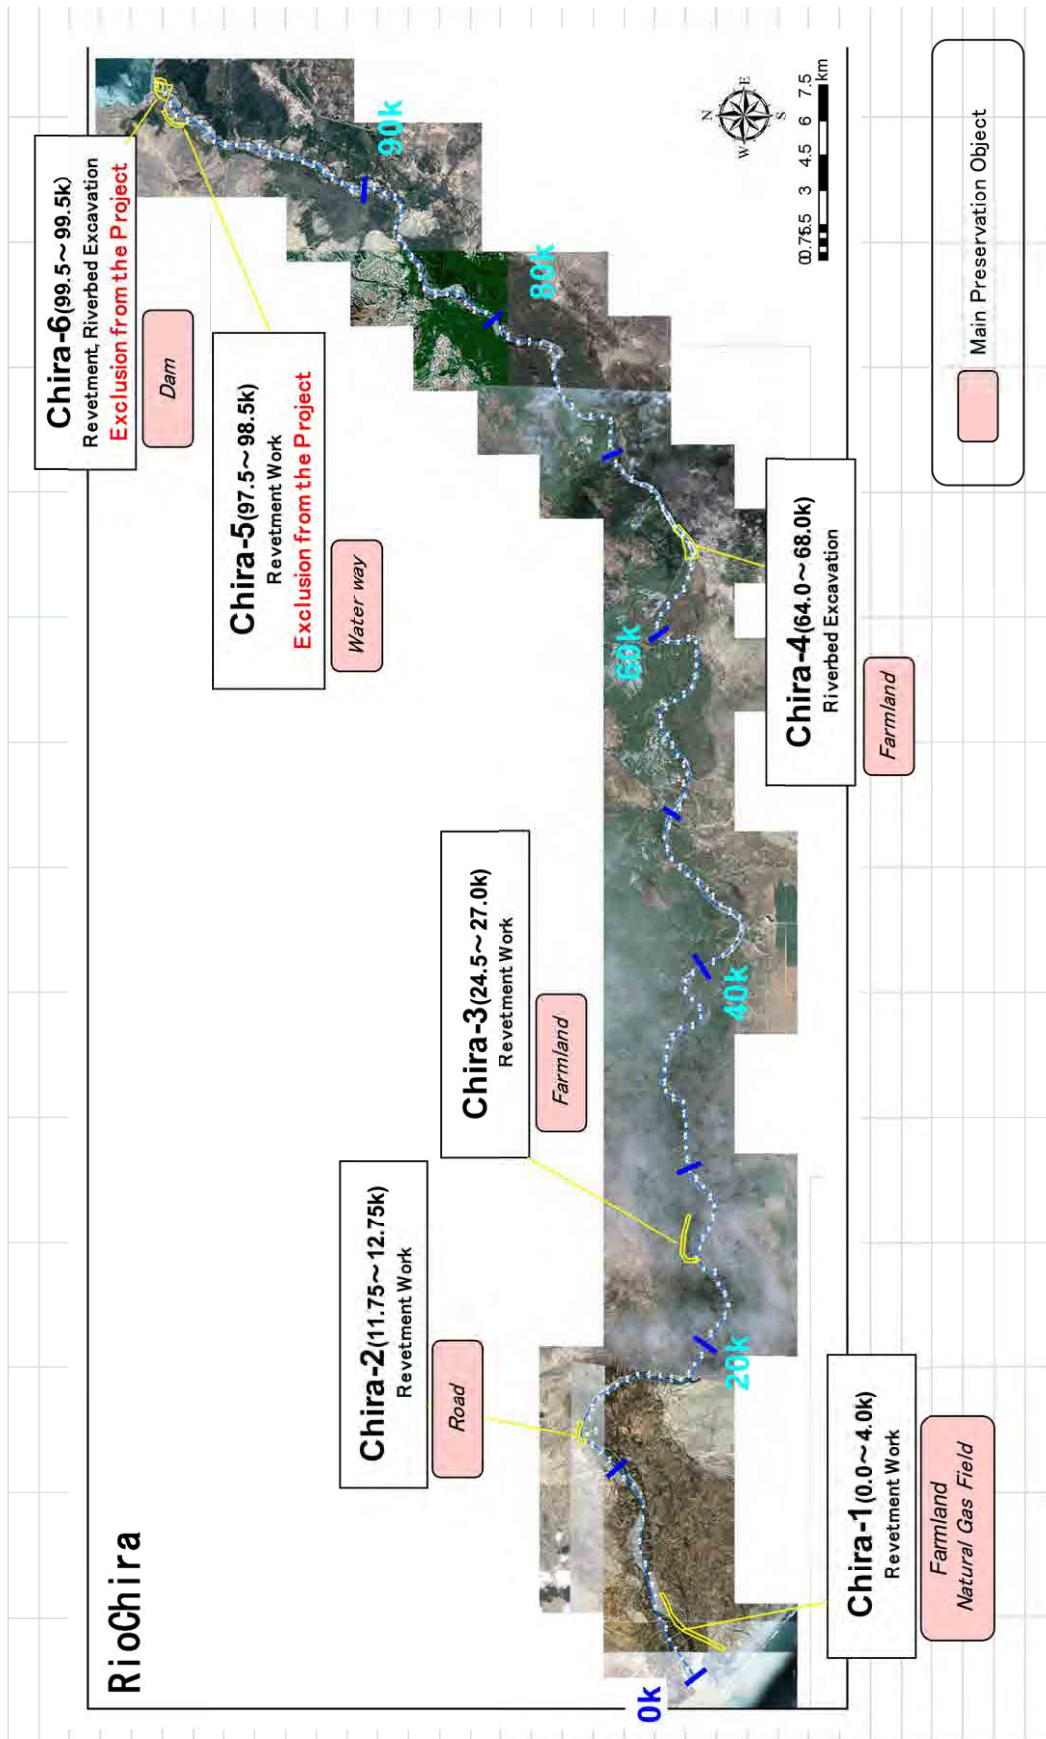 RioChira
Chira-6(99.5～99.5k)
Revetment, Riverbed Excavation
Exclusion from the Project
Dam
Chira-5(97.5～98.5k)
Revetment Work
Exclusion from the Project
Water way
Chira-3(24.5～27.0k)
Revetment Work
Farmland
Chira-2(11.75～12.75k)
Revetment Work
Road
0k
20k
40k
60k
80k
90k
Chira-1(0.0～4.0k)
Revetment Work
Farmland
Natural Gas Field
Chira-4(64.0～68.0k)
Riverbed Excavation
Farmland
N
E
S
W
00.75.5 3 4.5 6 7.5
km
Main Preservation Object